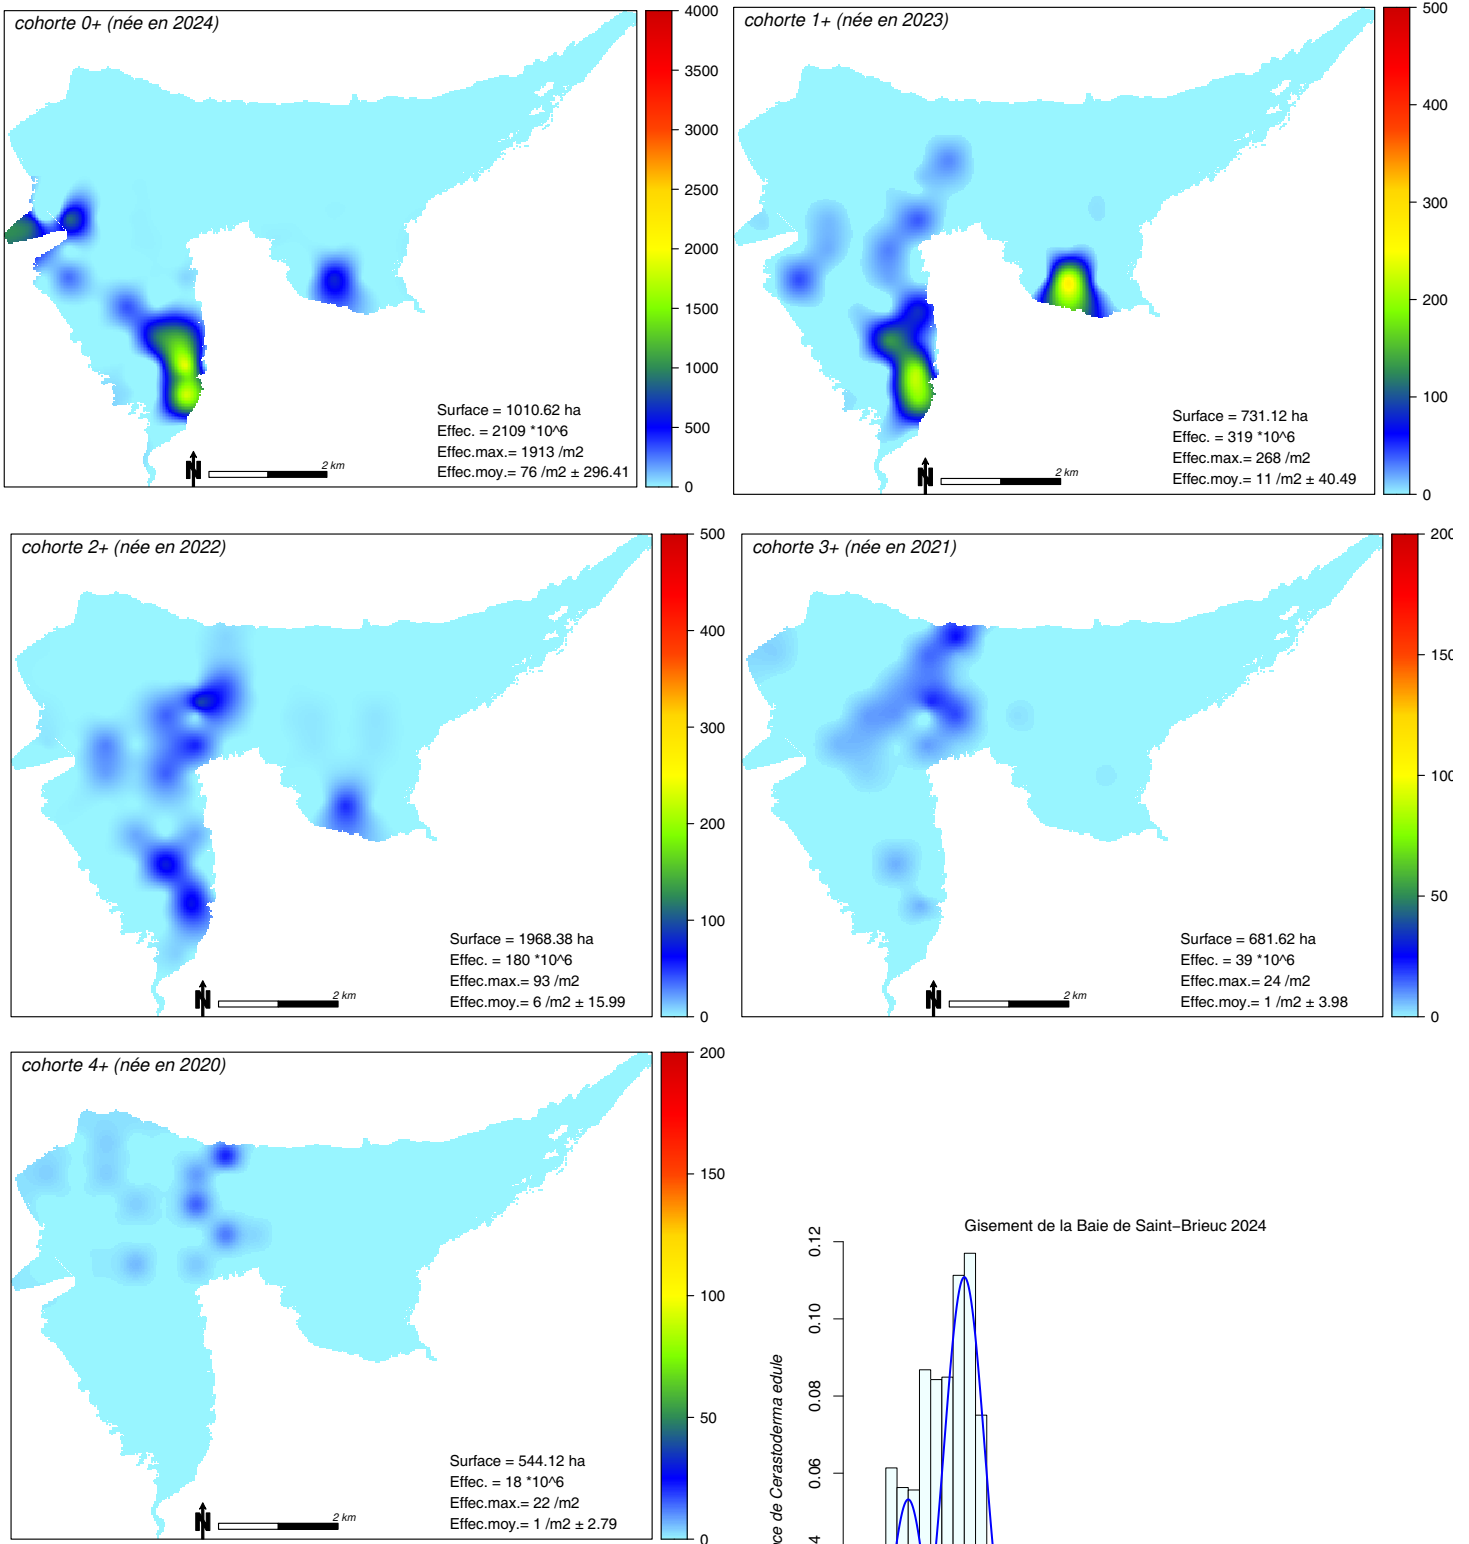 cohorte 0+ (née en 2024)
4000
3500
3000
2500
2000
1500
1000
500
0
Surface = 1010.62 ha
Effec. = 2109 *10^6
Effec.max.= 1913 /m2
Effec.moy.= 76 /m2 ± 296.41
N
2 km
cohorte 1+ (née en 2023)
500
400
300
200
100
0
Surface = 731.12 ha
Effec. = 319 *10^6
Effec.max.= 268 /m2
Effec.moy.= 11 /m2 ± 40.49
N
2 km
cohorte 2+ (née en 2022)
500
400
300
200
100
0
Surface = 1968.38 ha
Effec. = 180 *10^6
Effec.max.= 93 /m2
Effec.moy.= 6 /m2 ± 15.99
N
2 km
cohorte 3+ (née en 2021)
50
0
Surface = 681.62 ha
Effec. = 39 *10^6
Effec.max.= 24 /m2
Effec.moy.= 1 /m2 ± 3.98
N
2 km
cohorte 4+ (née en 2020)
200
150
100
50
0
Surface = 544.12 ha
Effec. = 18 *10^6
Effec.max.= 22 /m2
Effec.moy.= 1 /m2 ± 2.79
N
2 km
Gisement de la Baie de Saint−Brieuc 2024
0.12
0.10
0.08
0.06
de Cerastoderma edule